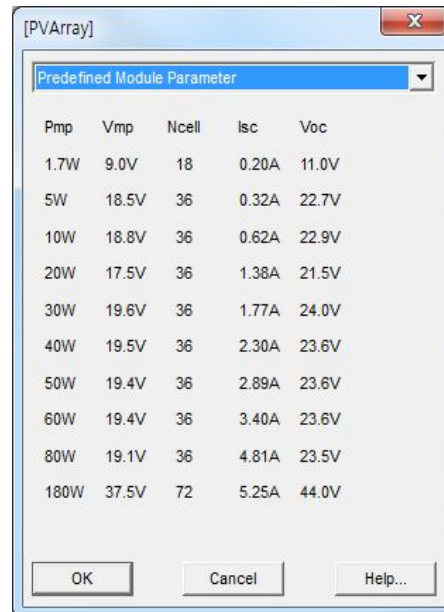 [PVArray]
Predefined Module Parameter
Pmp Vmp Ncell Isc Voc
1.7W 9.0V 18 0.20A 11.0V
5W 18.5V 36 0.32A 22.7V
10W 18.8V 36 0.62A 22.9V
20W 17.5V 36 1.38A 21.5V
30W 19.6V 36 1.77A 24.0V
40W 19.5V 36 2.30A 23.6V
50W 19.4V 36 2.89A 23.6V
60W 19.4V 36 3.40A 23.6V
80W 19.1V 36 4.81A 23.5V
180W 37.5V 72 5.25A 44.0V
OK Cancel Help...